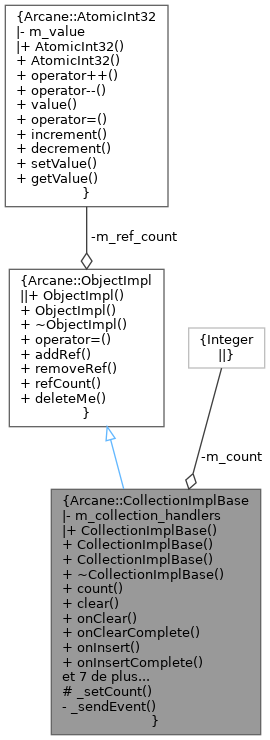 {Arcane::AtomicInt32
|- m_value
|+ AtomicInt32()
+ AtomicInt32()
+ operator++()
+ operator--()
+ value()
+ operator=()
+ increment()
+ decrement()
+ setValue()
+ getValue()
}
-m_ref_count
{Arcane::ObjectImpl
||+ ObjectImpl()
+ ObjectImpl()
+ ~ObjectImpl()
+ operator=()
+ addRef()
+ removeRef()
+ refCount()
+ deleteMe()
}
{Integer
||}
-m_count
{Arcane::CollectionImplBase
|- m_collection_handlers
|+ CollectionImplBase()
+ CollectionImplBase()
+ CollectionImplBase()
+ ~CollectionImplBase()
+ count()
+ clear()
+ onClear()
+ onClearComplete()
+ onInsert()
+ onInsertComplete()
et 7 de plus...
# _setCount()
- _sendEvent()
}